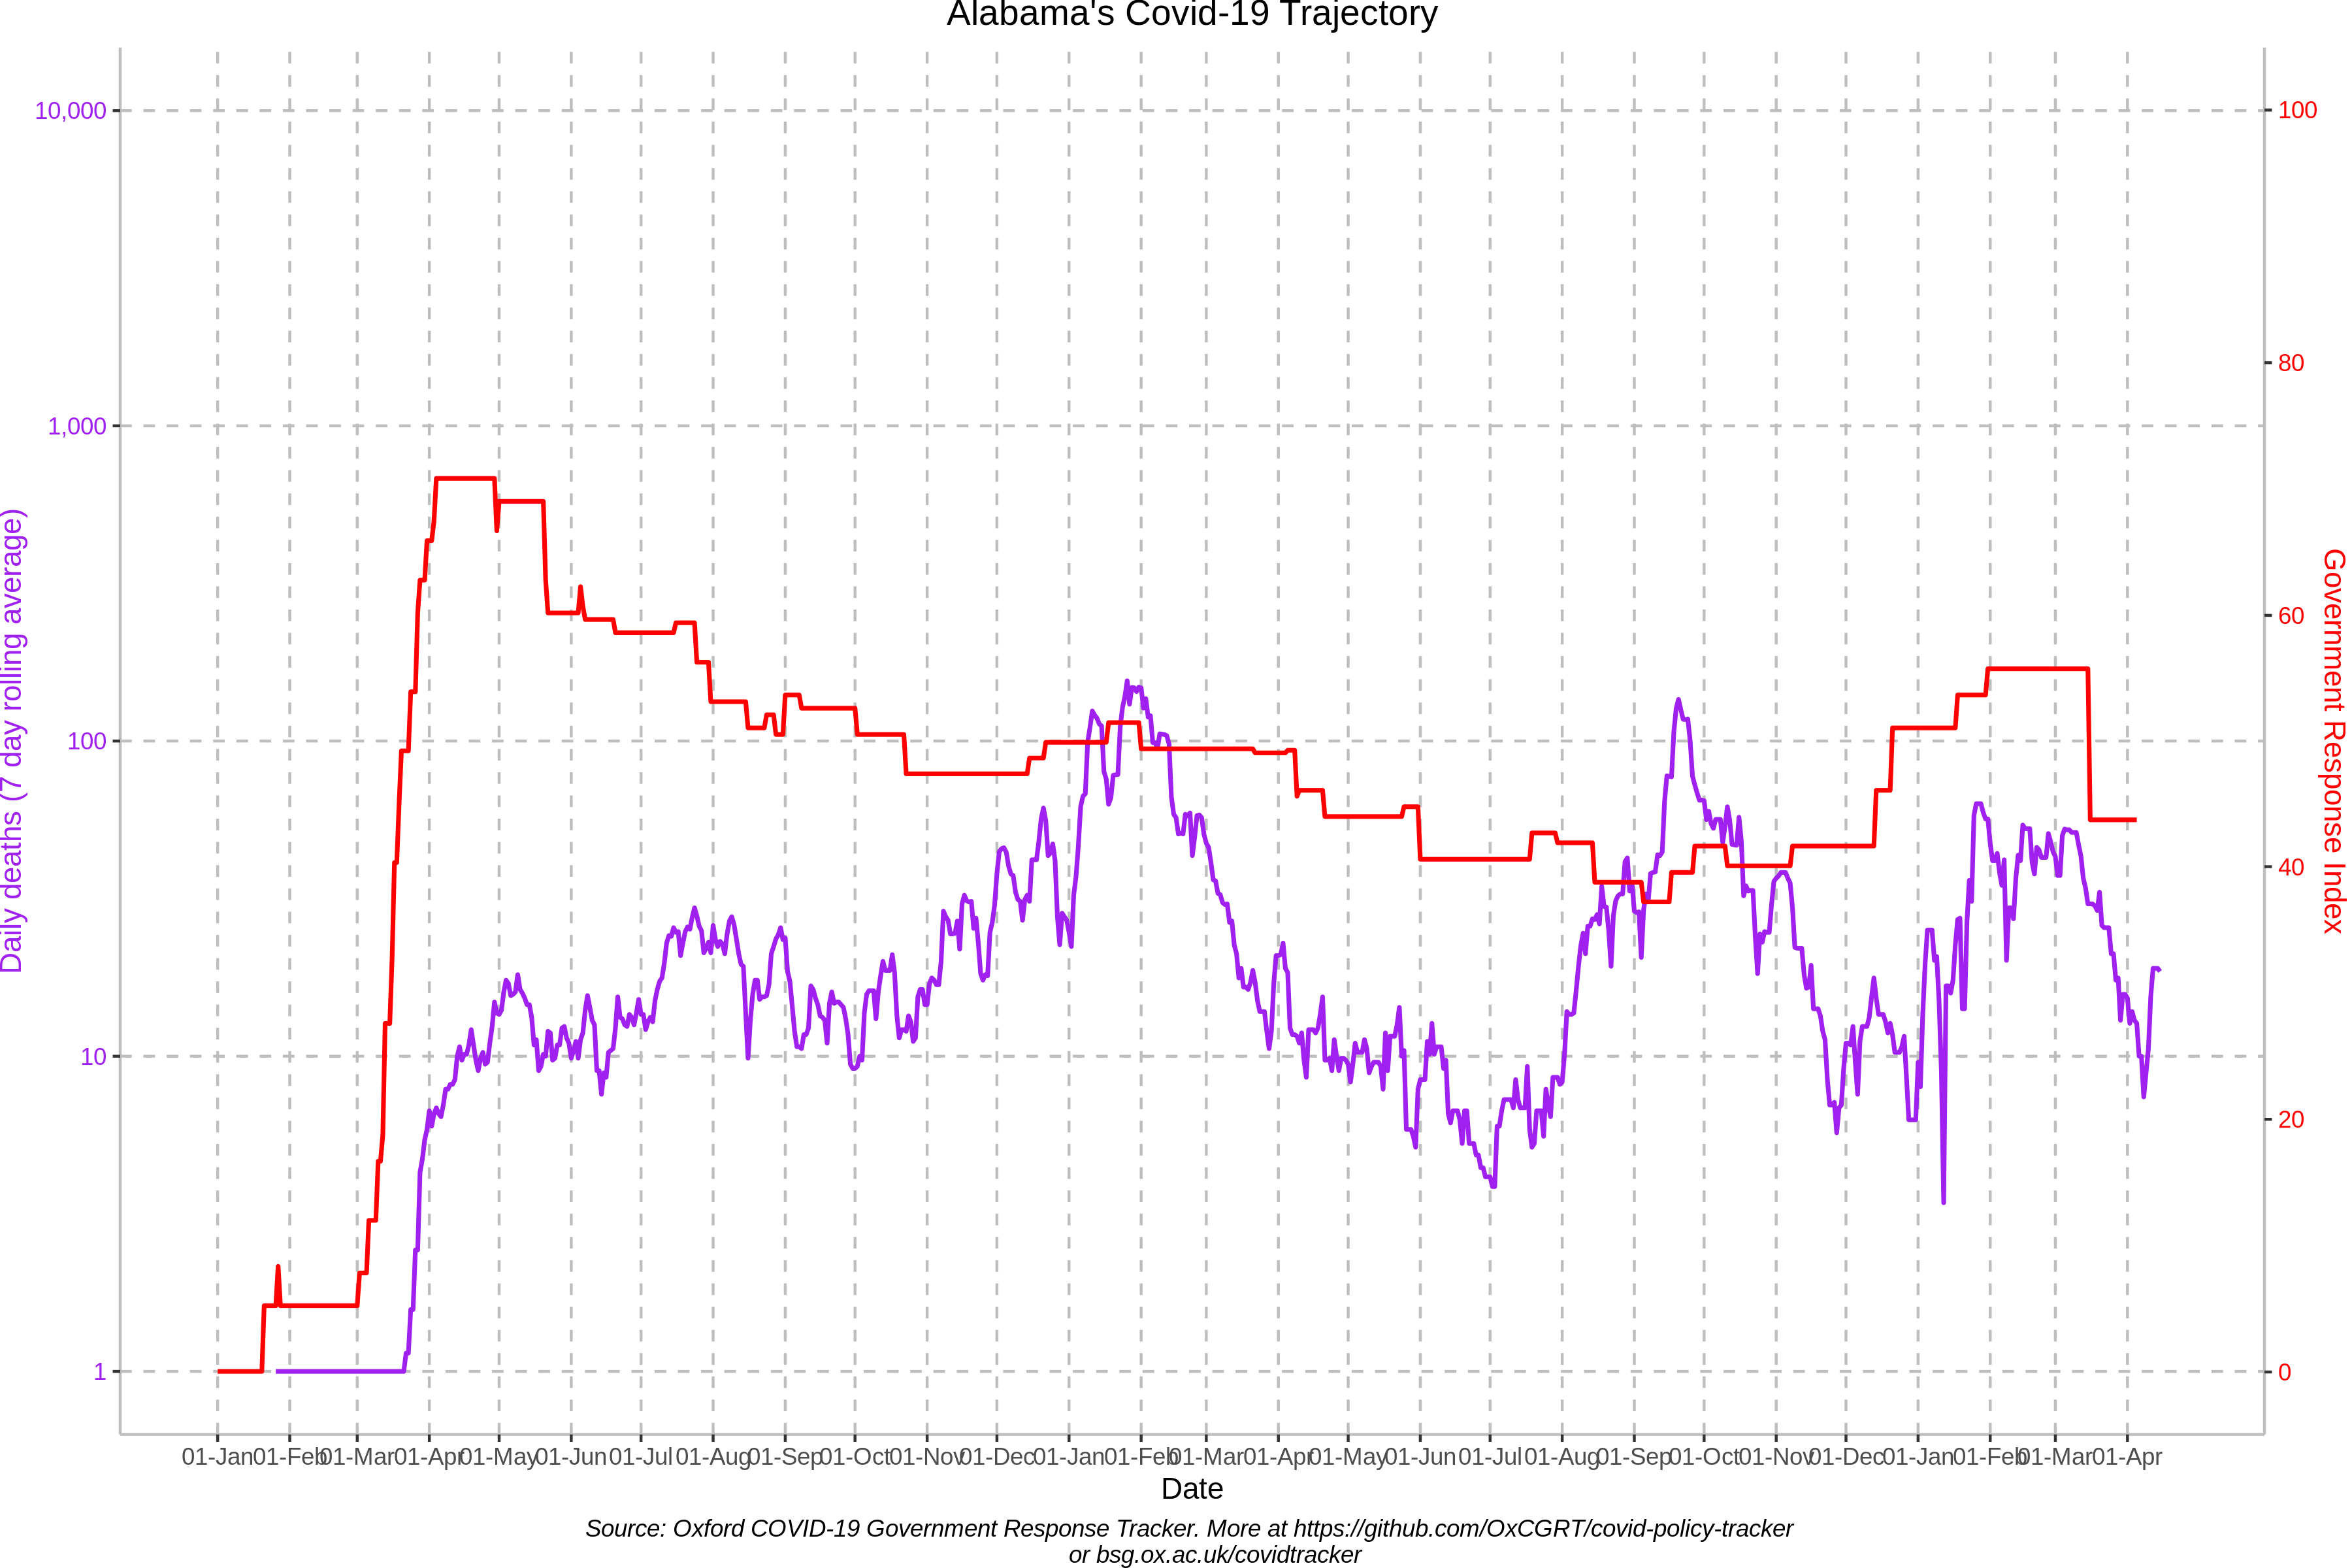 Alabama's Covid-19 Trajectory
10,000
1,000
100
10
1
Daily deaths (7 day rolling average)
100
80
60
40
20
0
Government Response Index
01-Jan 01-Feb 01-Mar 01-Apr 01-May 01-Jun 01-Jul 01-Aug 01-Sep 01-Oct 01-Nov 01-Dec 01-Jan 01-Feb 01-Mar 01-Apr 01-May 01-Jun 01-Jul 01-Aug 01-Sep 01-Oct 01-Nov 01-Dec 01-Jan 01-Feb 01-Mar 01-Apr
Date
Source: Oxford COVID-19 Government Response Tracker. More at https://github.com/OxCGRT/covid-policy-tracker
or bsg.ox.ac.uk/covidtracker